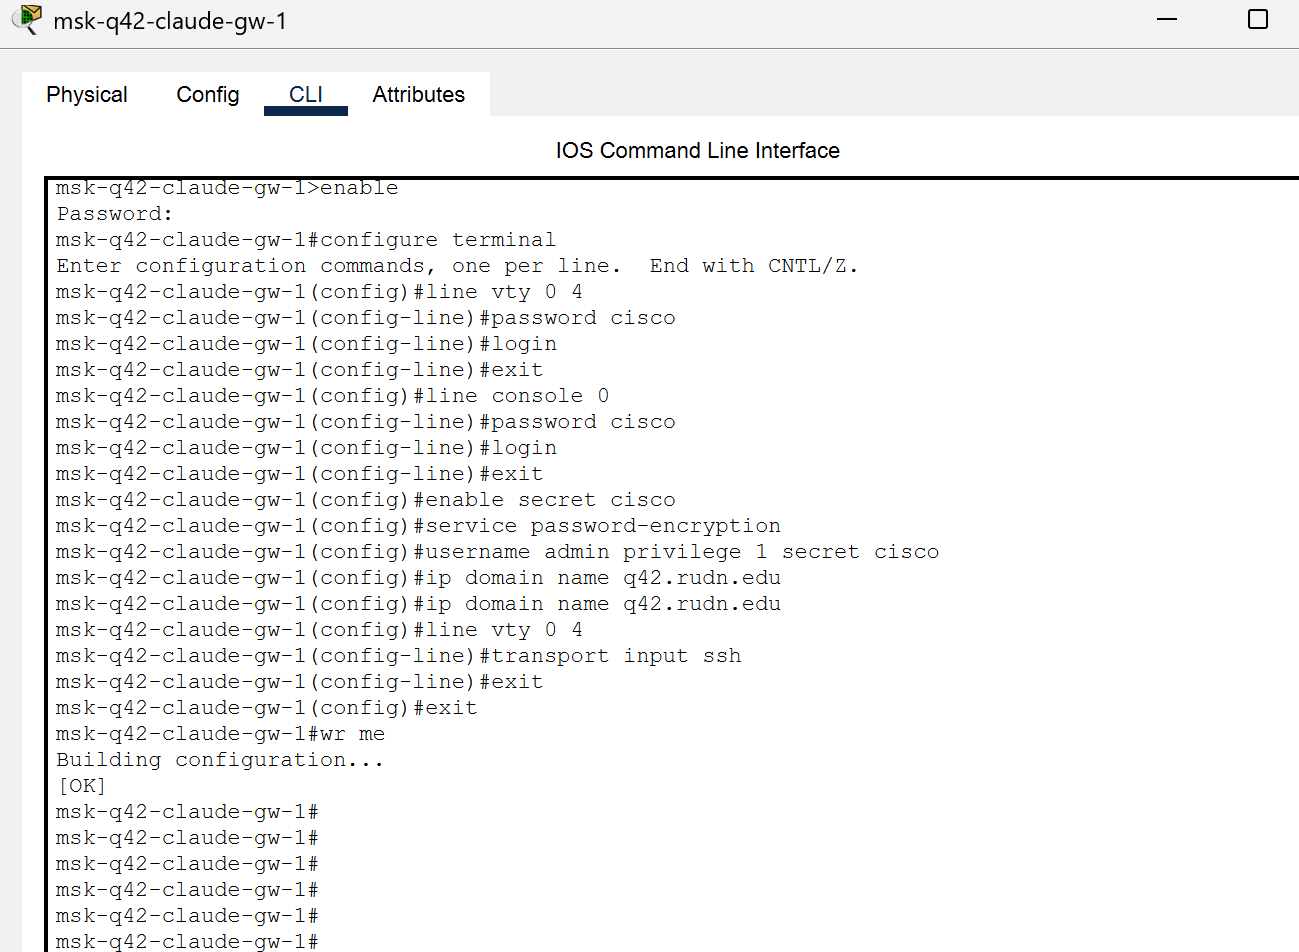 msk-q42-claude-gw-1
Physical Config CLI Attributes
IOS Command Line Interface
msk-q42-claude-gw-1>enable
Password:
msk-q42-claude-gw-1#configure terminal
Enter configuration commands, one per line.  End with CNTL/Z.
msk-q42-claude-gw-1(config)#line vty 0 4
msk-q42-claude-gw-1(config-line)#password cisco
msk-q42-claude-gw-1(config-line)#login
msk-q42-claude-gw-1(config-line)#exit
msk-q42-claude-gw-1(config)#line console 0
msk-q42-claude-gw-1(config-line)#password cisco
msk-q42-claude-gw-1(config-line)#login
msk-q42-claude-gw-1(config-line)#exit
msk-q42-claude-gw-1(config)#enable secret cisco
msk-q42-claude-gw-1(config)#service password-encryption
msk-q42-claude-gw-1(config)#username admin privilege 1 secret cisco
msk-q42-claude-gw-1(config)#ip domain name q42.rudn.edu
msk-q42-claude-gw-1(config)#ip domain name q42.rudn.edu
msk-q42-claude-gw-1(config)#line vty 0 4
msk-q42-claude-gw-1(config-line)#transport input ssh
msk-q42-claude-gw-1(config-line)#exit
msk-q42-claude-gw-1(config)#exit
msk-q42-claude-gw-1#wr me
Building configuration...
[OK]
msk-q42-claude-gw-1#
msk-q42-claude-gw-1#
msk-q42-claude-gw-1#
msk-q42-claude-gw-1#
msk-q42-claude-gw-1#
msk-q42-claude-gw-1#